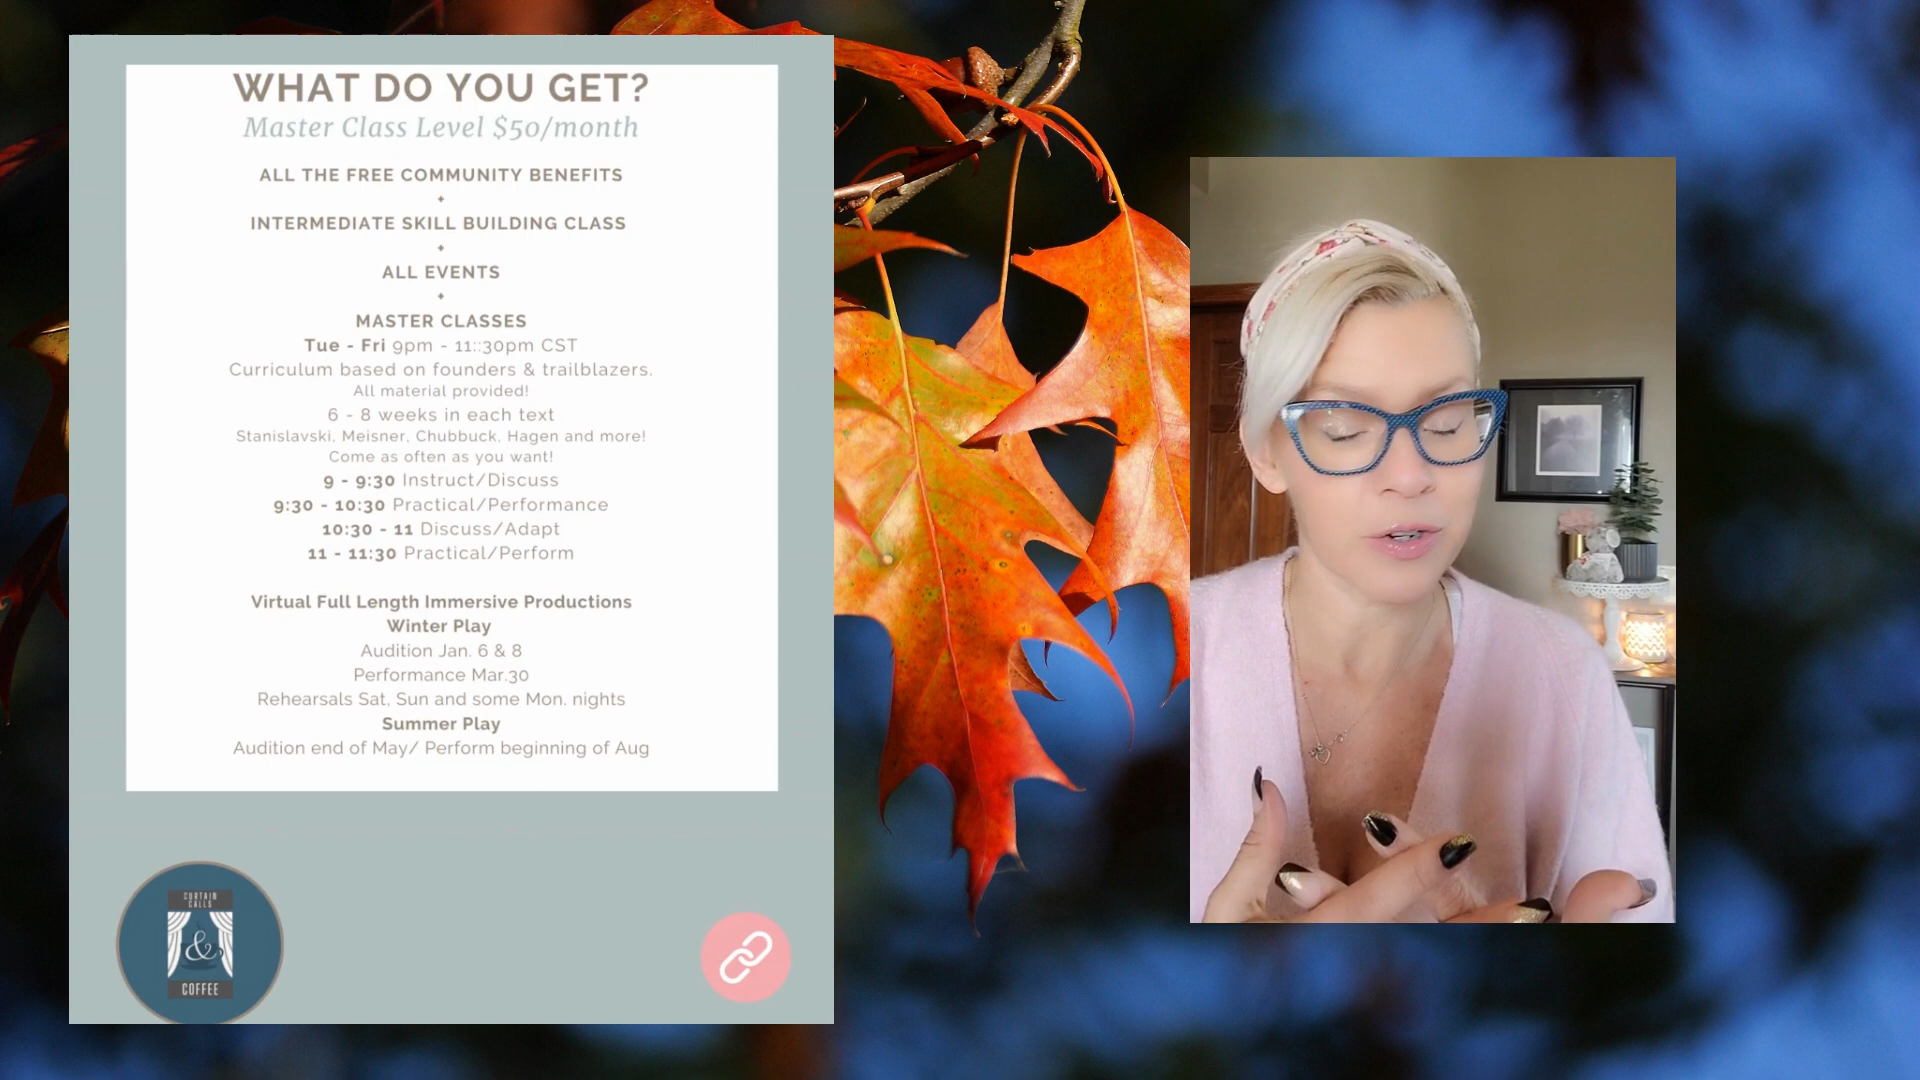 WHAT DO YOU GET?
Master Class Level $50/month
ALL THE FREE COMMUNITY BENEFITS
+
INTERMEDIATE SKILL BUILDING CLASS
+
ALL EVENTS
+
MASTER CLASSES
Tue - Fri 9pm - 11::30pm CST
Curriculum based on founders & trailblazers.
All material provided!
6 - 8 weeks in each text
Stanislavski, Meisner, Chubbuck, Hagen and more!
Come as often as you want!
9 - 9:30 Instruct/Discuss
9:30 - 10:30 Practical/Performance
10:30 - 11 Discuss/Adapt
11 - 11:30 Practical/Perform
Virtual Full Length Immersive Productions
Winter Play
Audition Jan. 6 & 8
Performance Mar.30
Rehearsals Sat, Sun and some Mon. nights
Summer Play
Audition end of May/ Perform beginning of Aug
CURTAIN
CALLS
&
COFFEE